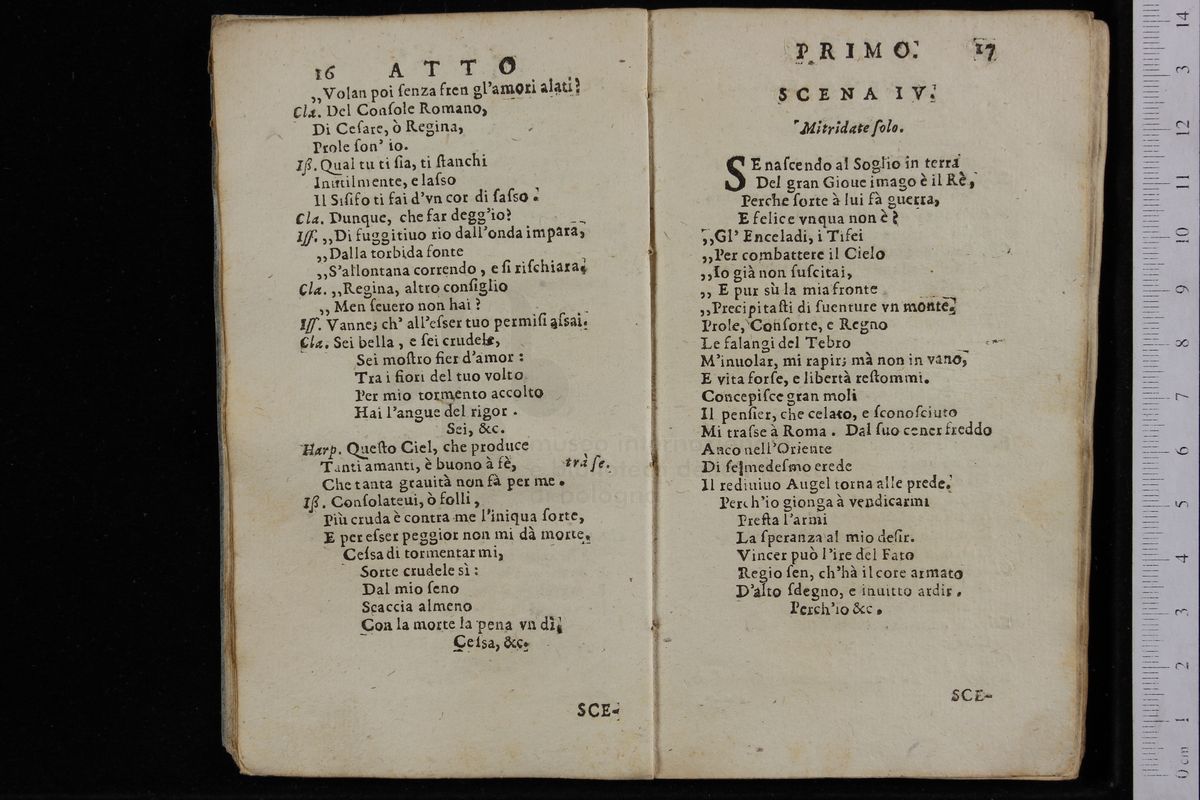 16 ATTO
„Volan poi ſenza fren gl'amori alati?
Cla. Del Conſole Romano,
Di Ceſare, ò Regina,
Prole ſon' io.
Iſſ. Qual tu ti ſia, ti ſtanchi
Inutilmente, e laſſo
Il Siſifo ti fai d'vn cor di ſaſſo.
Cla. Dunque, che far degg'io?
Iſſ. „Di fuggitiuo rio dall'onda impara,
„Dalla torbida fonte
„S'allontana correndo, e ſi riſchiara.
Cla. „Regina, altro conſiglio
„ Men ſeuero non hai?
Iſſ. Vanne; ch' all'eſser tuo permiſi aſsai.
Cla. Sei bella, e ſei crudele,
Sei moſtro fier d'amor:
Tra i fiori del tuo volto
Per mio tormento accolto
Hai l'angue del rigor.
Sei, &c.
Harp. Queſto Ciel, che produce
Tanti amanti, è buono à fè, trà ſe.
Che tanta grauità non fà per me.
Iſſ. Conſolateui, ò folli,
Più cruda è contra me l'iniqua ſorte,
E per eſser peggior non mi dà morte.
Ceſsa di tormentarmi,
Sorte crudele sì:
Dal mio ſeno
Scaccia almeno
Con la morte la pena vn dì,
Ceſsa, &c.
SCE-
PRIMO. 17
SCENA IV.
Mitridate ſolo.
SE naſcendo al Soglio in terra
Del gran Gioue imago è il Rè,
Perche ſorte à lui fà guerra,
E felice vnqua non è?
„Gl' Enceladi, i Tifei
„Per combattere il Cielo
„Io già non ſuſcitai,
„ E pur sù la mia fronte
„Precipitaſti di ſuenture vn monte.
Prole, Conſorte, e Regno
Le falangi del Tebro
M'inuolar, mi rapir; mà non in vano,
E vita forſe, e libertà reſtommi.
Concepiſce gran moli
Il penſier, che celato, e ſconoſciuto
Mi traſse à Roma. Dal ſuo cener freddo
Anco nell'Oriente
Di ſe medeſmo erede
Il rediuiuo Augel torna alle prede.
Perch'io gionga à vendicarmi
Preſta l'armi
La ſperanza al mio deſir.
Vincer può l'ire del Fato
Regio ſen, ch'hà il core armato
D'alto ſdegno, e inuitto ardir.
Perch'io &c.
SCE-